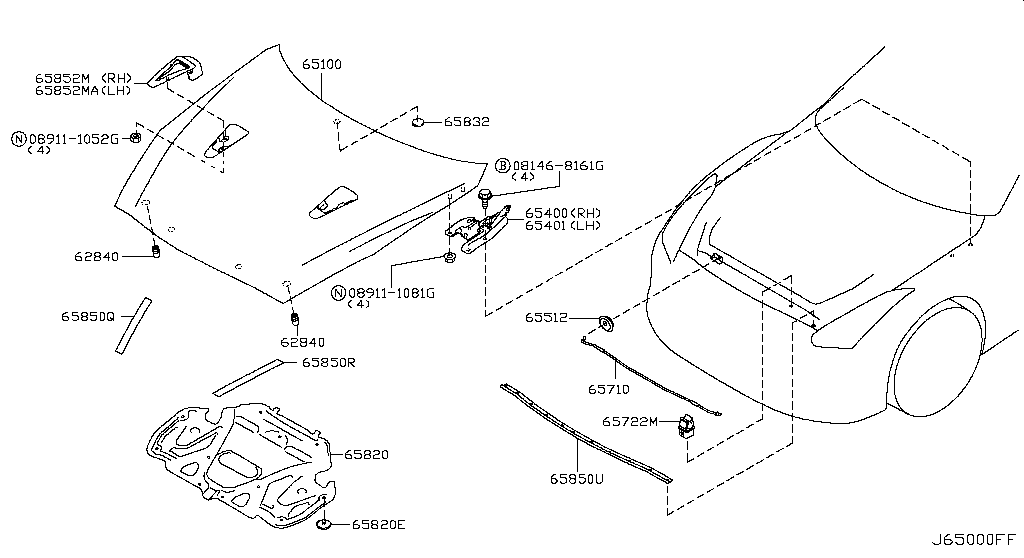 65852M (RH)
65852MA(LH)
65100
N08911-1052G
(4)
65832
B08146-8161G
(4)
65400(RH)
65401(LH)
62840
N08911-1081G
(4)
65850Q
62840
65512
65850R
65710
65722M
65820
65850U
65820E
J65000FF